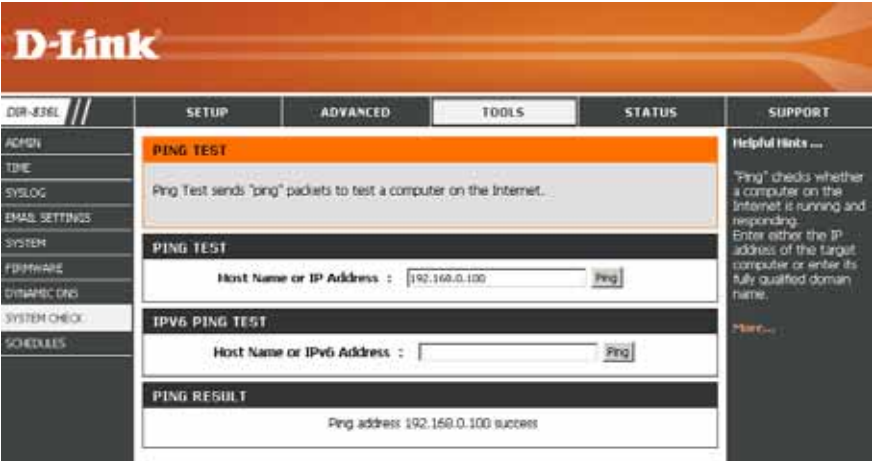 D-Link
DIR-836L
SETUP
ADVANCED
TOOLS
STATUS
SUPPORT
ADMIN
TIME
SYSLOG
EMAIL SETTINGS
SYSTEM
FIRMWARE
DYNAMIC DNS
SYSTEM CHECK
SCHEDULES
PING TEST
Ping Test sends "ping" packets to test a computer on the Internet.
PING TEST
Host Name or IP Address : 192.168.0.100 Ping
IPV6 PING TEST
Host Name or IPv6 Address : Ping
PING RESULT
Ping address 192.168.0.100 success
Helpful Hints ...
"Ping" checks whether
a computer on the
Internet is running and
responding.
Enter either the IP
address of the target
computer or enter its
fully qualified domain
name.
More...